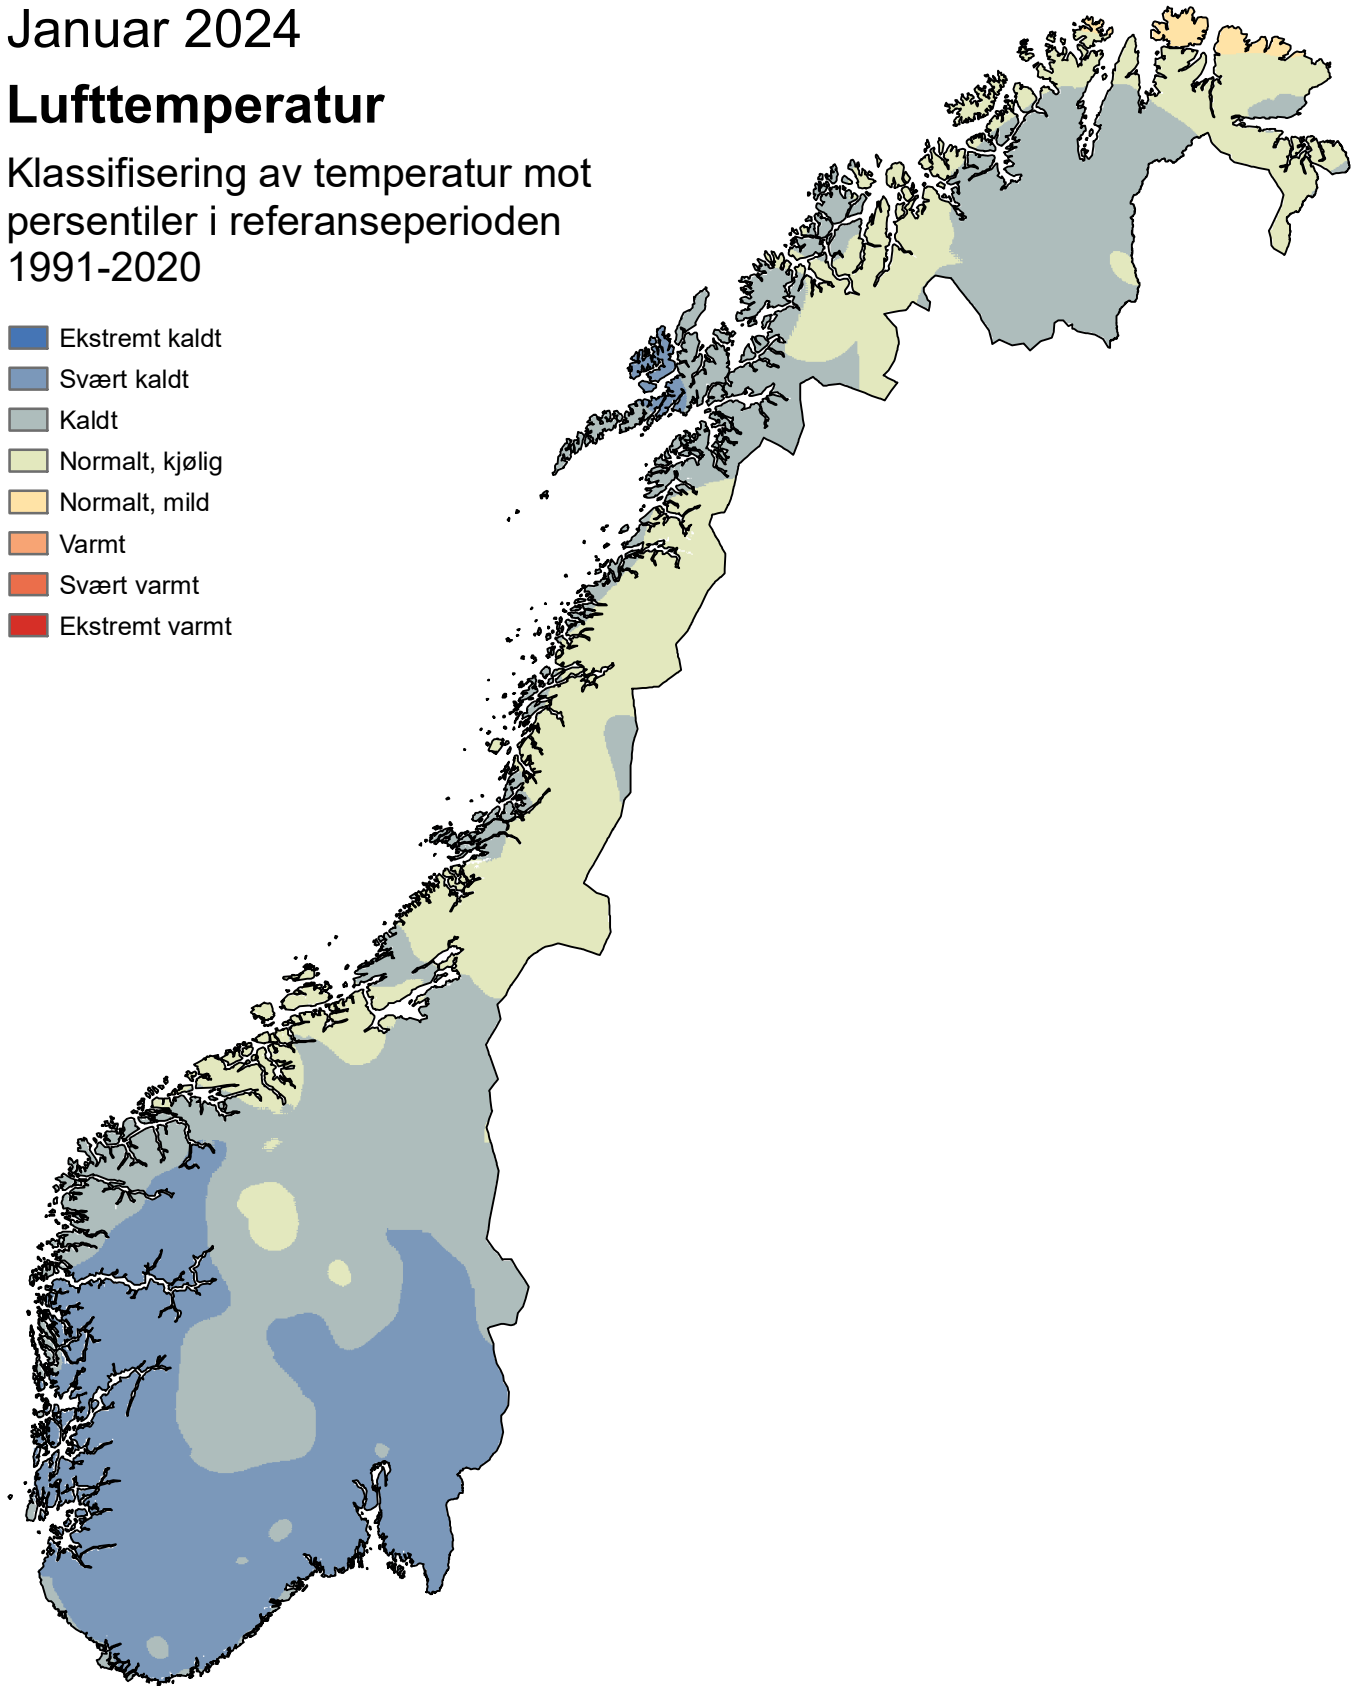 Januar 2024
Lufttemperatur
Klassifisering av temperatur mot
persentiler i referanseperioden
1991-2020
Ekstremt kaldt
Svært kaldt
Kaldt
Normalt, kjølig
Normalt, mild
Varmt
Svært varmt
Ekstremt varmt